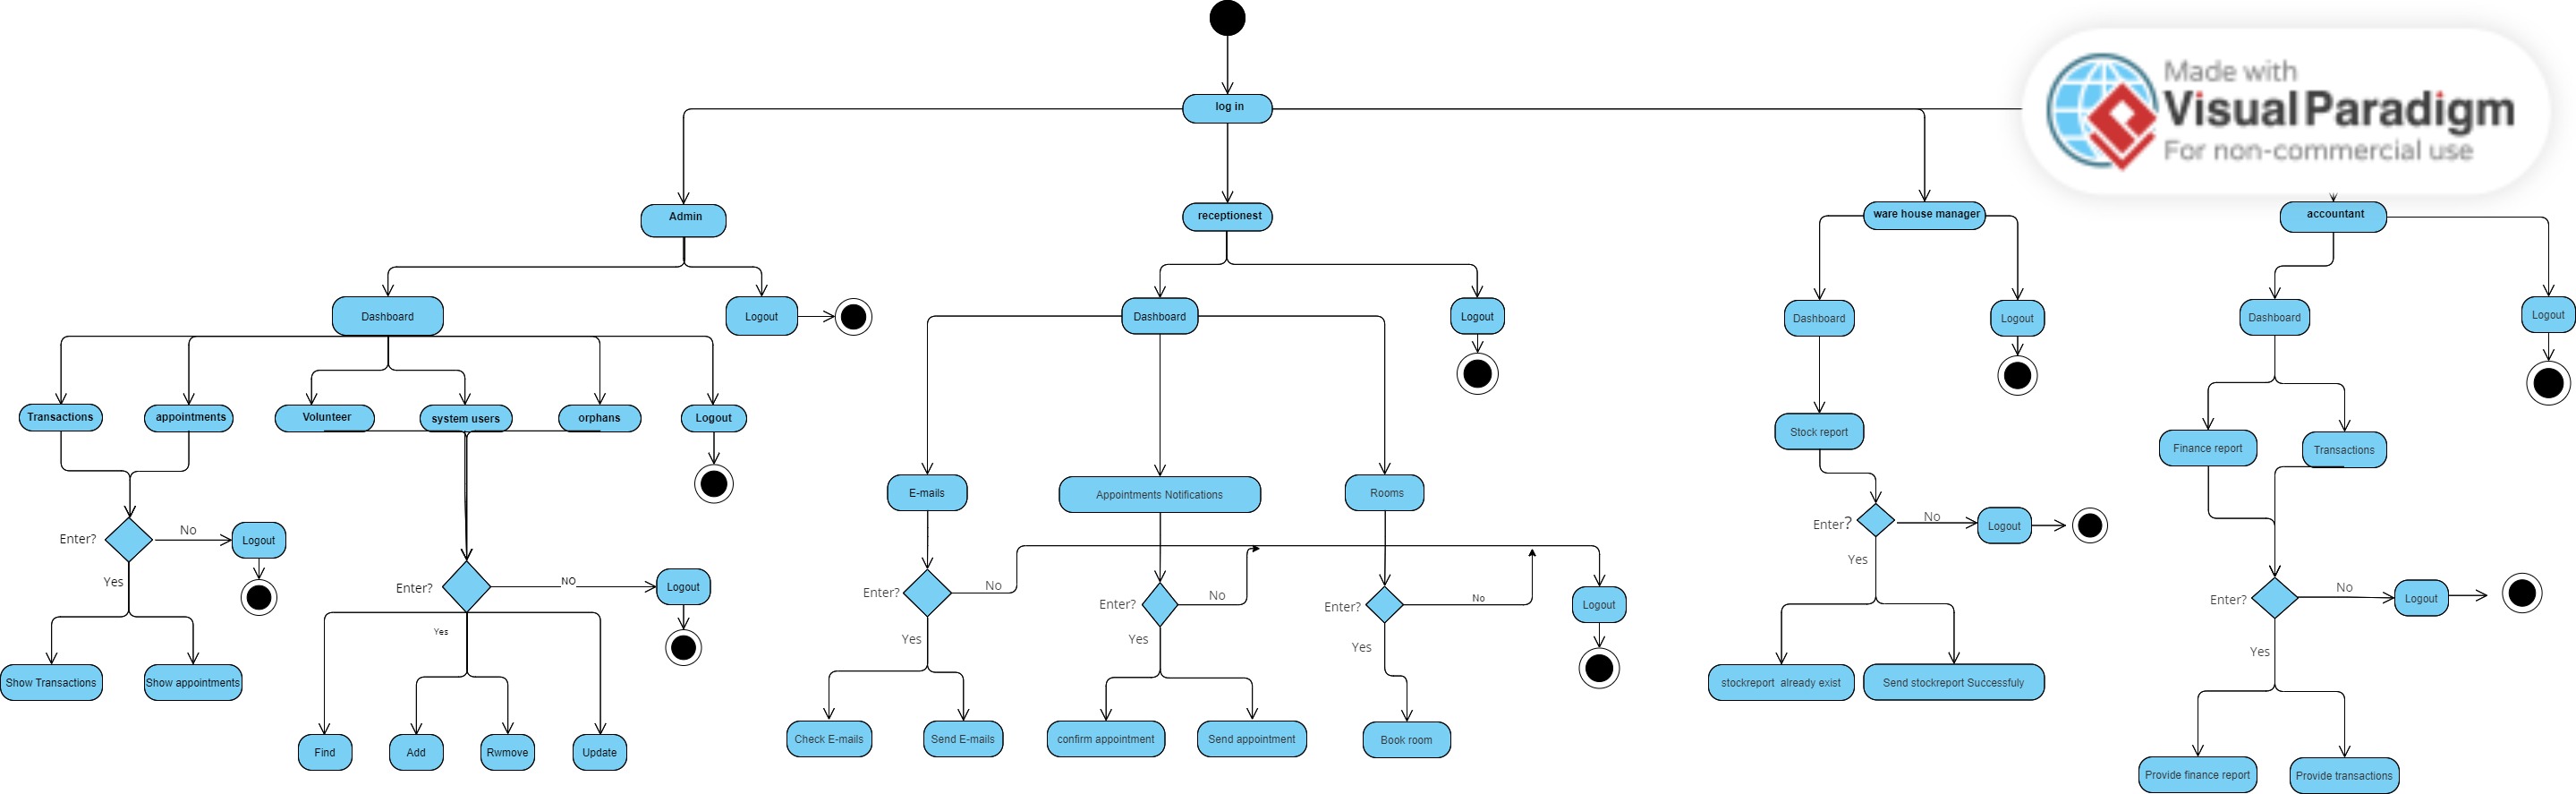 Made with
Visual Paradigm
For non-commercial use
log in
Admin
receptionest
ware house manager
accountant
Dashboard
Logout
Dashboard
Logout
Dashboard
Logout
Dashboard
Logout
Transactions
appointments
Volunteer
system users
orphans
Logout
Stock report
Finance report
Transactions
E-mails
Appointments Notifications
Rooms
Enter?
No
Logout
Yes
Enter?
NO
Logout
Yes
Enter?
No
Yes
Enter?
No
Yes
Enter?
No
Yes
Logout
Enter?
No
Logout
Yes
Enter?
No
Logout
Yes
Show Transactions
Show appointments
stockreport already exist
Send stockreport Successfuly
Find
Add
Rwmove
Update
Check E-mails
Send E-mails
confirm appointment
Send appointment
Book room
Provide finance report
Provide transactions